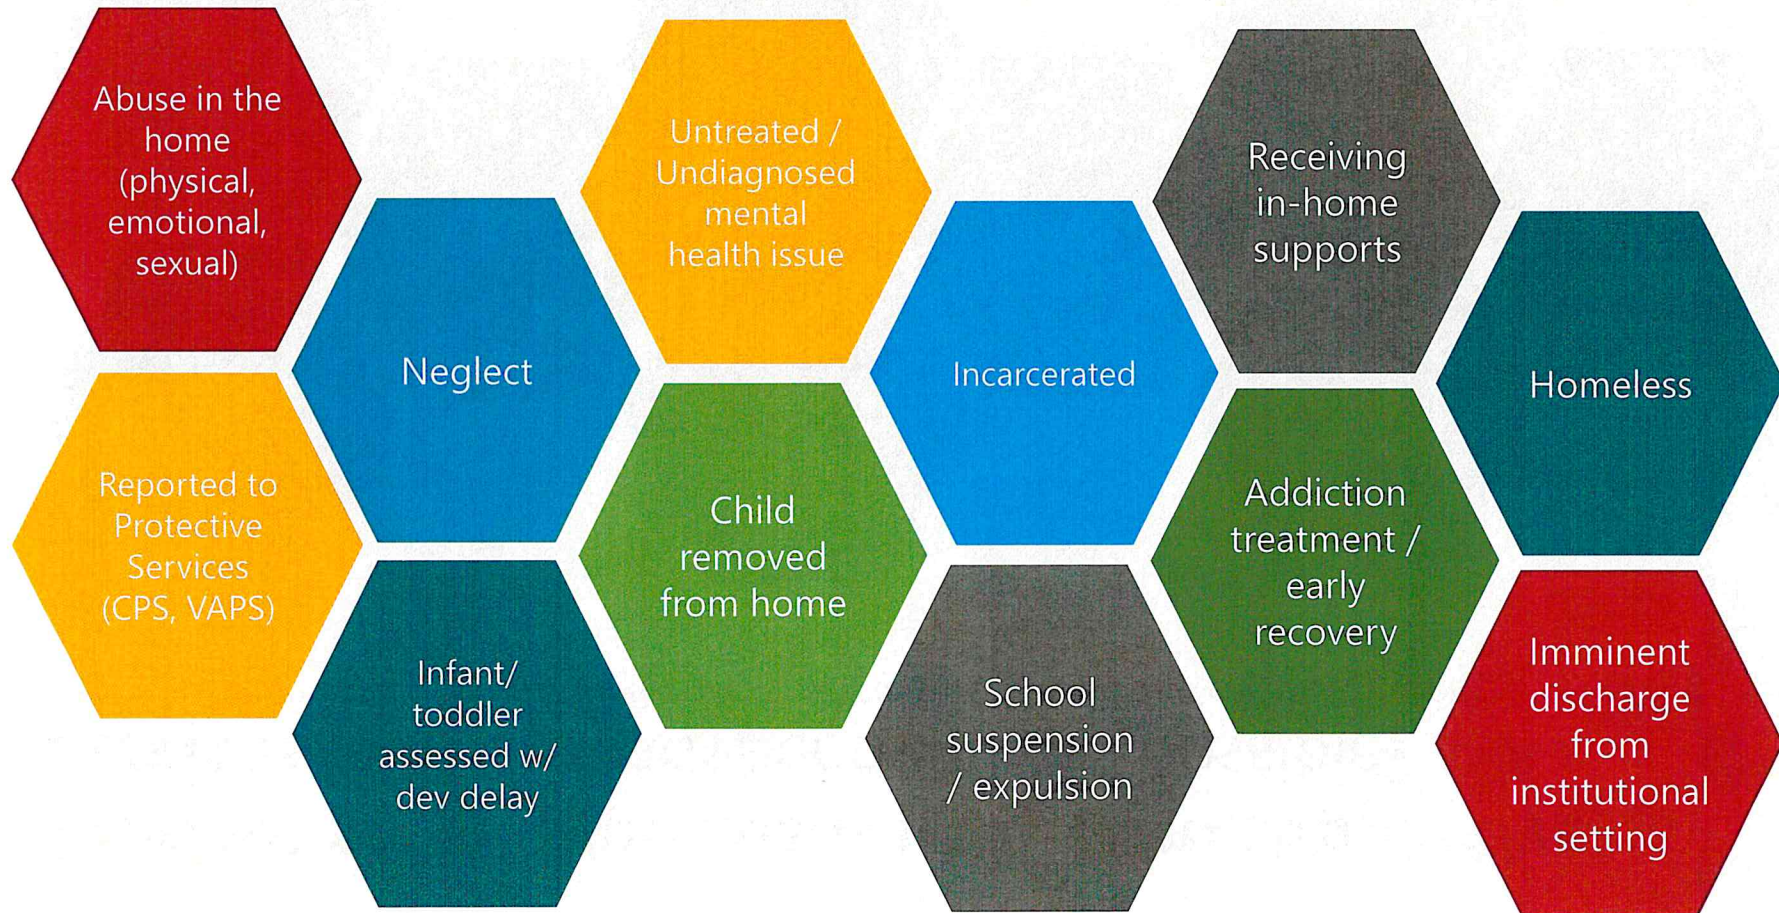 Abuse in the
home
(physical,
emotional,
sexual)
Reported to
Protective
Services
(CPS, VAPS)
Neglect
Infant/
toddler
assessed w/
dev delay
Untreated /
Undiagnosed
mental
health issue
Child
removed
from home
Incarcerated
School
suspension
/ expulsion
Receiving
in-home
supports
Addiction
treatment /
early
recovery
Homeless
Imminent
discharge
from
institutional
setting